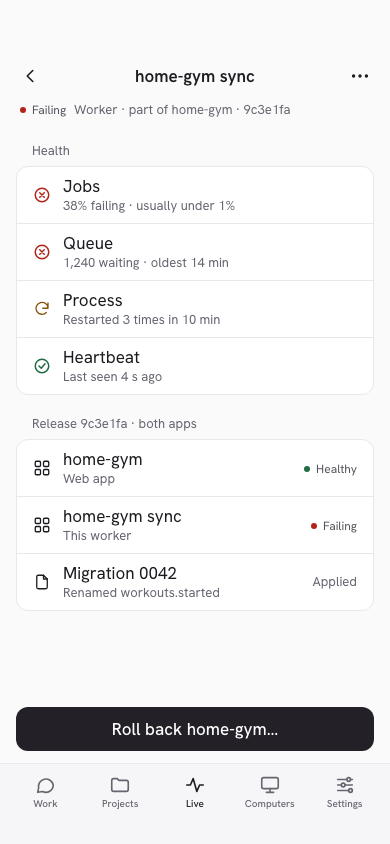 home-gym sync
Failing Worker · part of home-gym · 9c3e1fa
Health
Jobs
38% failing · usually under 1%
Queue
1,240 waiting · oldest 14 min
Process
Restarted 3 times in 10 min
Heartbeat
Last seen 4 s ago
Release 9c3e1fa · both apps
home-gym
Web app
Healthy
home-gym sync
This worker
Failing
Migration 0042
Renamed workouts.started
Applied
Roll back home-gym…
Work Projects Live Computers Settings